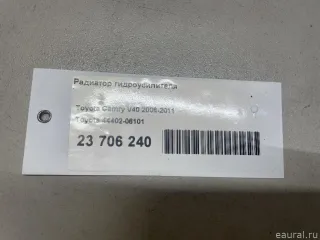 Радиатор гидроусилителя
Toyota Camry V40 2006-2011
Toyota 44402-06101
23 706 240
eaural.ru